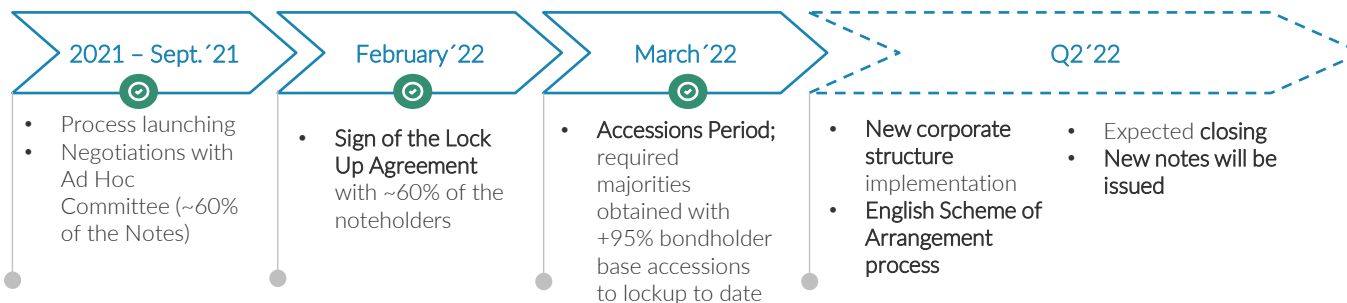 2021 – Sept.´21
• Process launching
• Negotiations with
Ad Hoc
Committee (~60%
of the Notes)
February´22
• Sign of the Lock
Up Agreement
with ~60% of the
noteholders
March´22
• Accessions Period;
required
majorities
obtained with
+95% bondholder
base accessions
to lockup to date
Q2´22
• New corporate
structure
implementation
• English Scheme of
Arrangement
process
• Expected closing
• New notes will be
issued